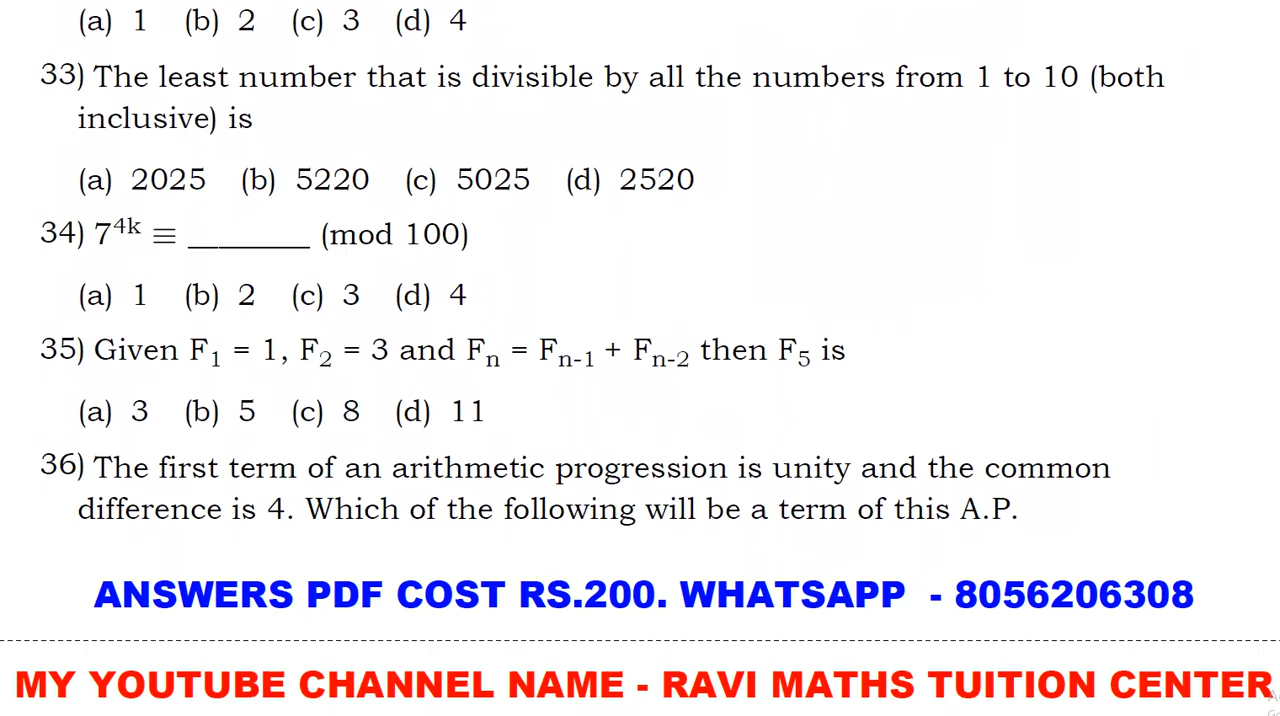 (a) 1 (b) 2 (c) 3 (d) 4
33) The least number that is divisible by all the numbers from 1 to 10 (both
inclusive) is
(a) 2025 (b) 5220 (c) 5025 (d) 2520
34) 7^4k ≡ _______ (mod 100)
(a) 1 (b) 2 (c) 3 (d) 4
35) Given F₁ = 1, F₂ = 3 and Fₙ = Fₙ₋₁ + Fₙ₋₂ then F₅ is
(a) 3 (b) 5 (c) 8 (d) 11
36) The first term of an arithmetic progression is unity and the common
difference is 4. Which of the following will be a term of this A.P.
ANSWERS PDF COST RS.200. WHATSAPP - 8056206308
MY YOUTUBE CHANNEL NAME - RAVI MATHS TUITION CENTER